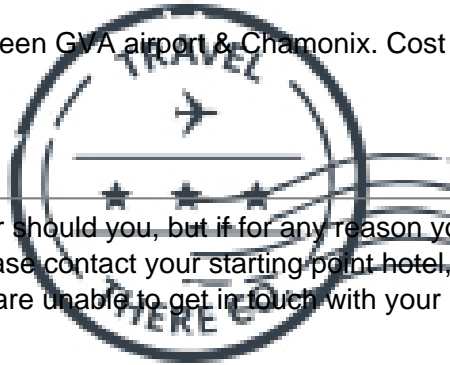 een GVA airport & Chamonix. Cost
TRAVEL
r should you, but if for any reason yo
ase contact your starting point hotel,
are unable to get in touch with your
THERE